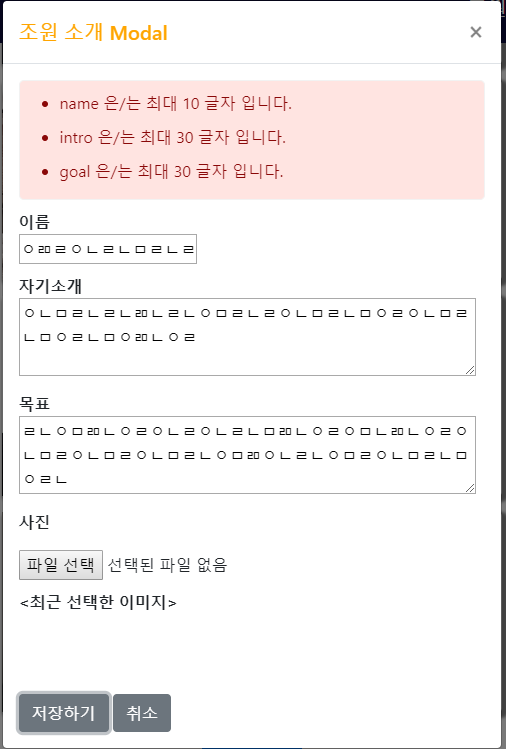 조원 소개 Modal
×
name 은/는 최대 10 글자 입니다.
intro 은/는 최대 30 글자 입니다.
goal 은/는 최대 30 글자 입니다.
이름
ㅇㄻㄹㅇㄴㄹㄴㅁㄹㄴㄹ
자기소개
ㅇㄴㅁㄹㄴㄹㄴㄻㄴㄹㄴㅇㅁㄹㄴㄹㅇㄴㅁㄹㄴㅁㅇㄹㅇㄴㅁㄹ
ㄴㅁㅇㄹㄴㅁㅇㄻㄴㅇㄹ
목표
ㄹㄴㅇㅁㄻㄴㅇㄹㅇㄴㄹㅇㄴㄹㄴㅁㄻㄴㅇㄹㅇㅁㄴㄻㄴㅇㄹㅇ
ㄴㅁㄹㅇㄴㅁㄹㅇㄴㅁㄹㄴㅇㅁㄻㅇㄴㄹㄴㅇㅁㄹㅇㄴㅁㄹㄴㅁ
ㅇㄹㄴ
사진
파일 선택 선택된 파일 없음
<최근 선택한 이미지>
저장하기 취소